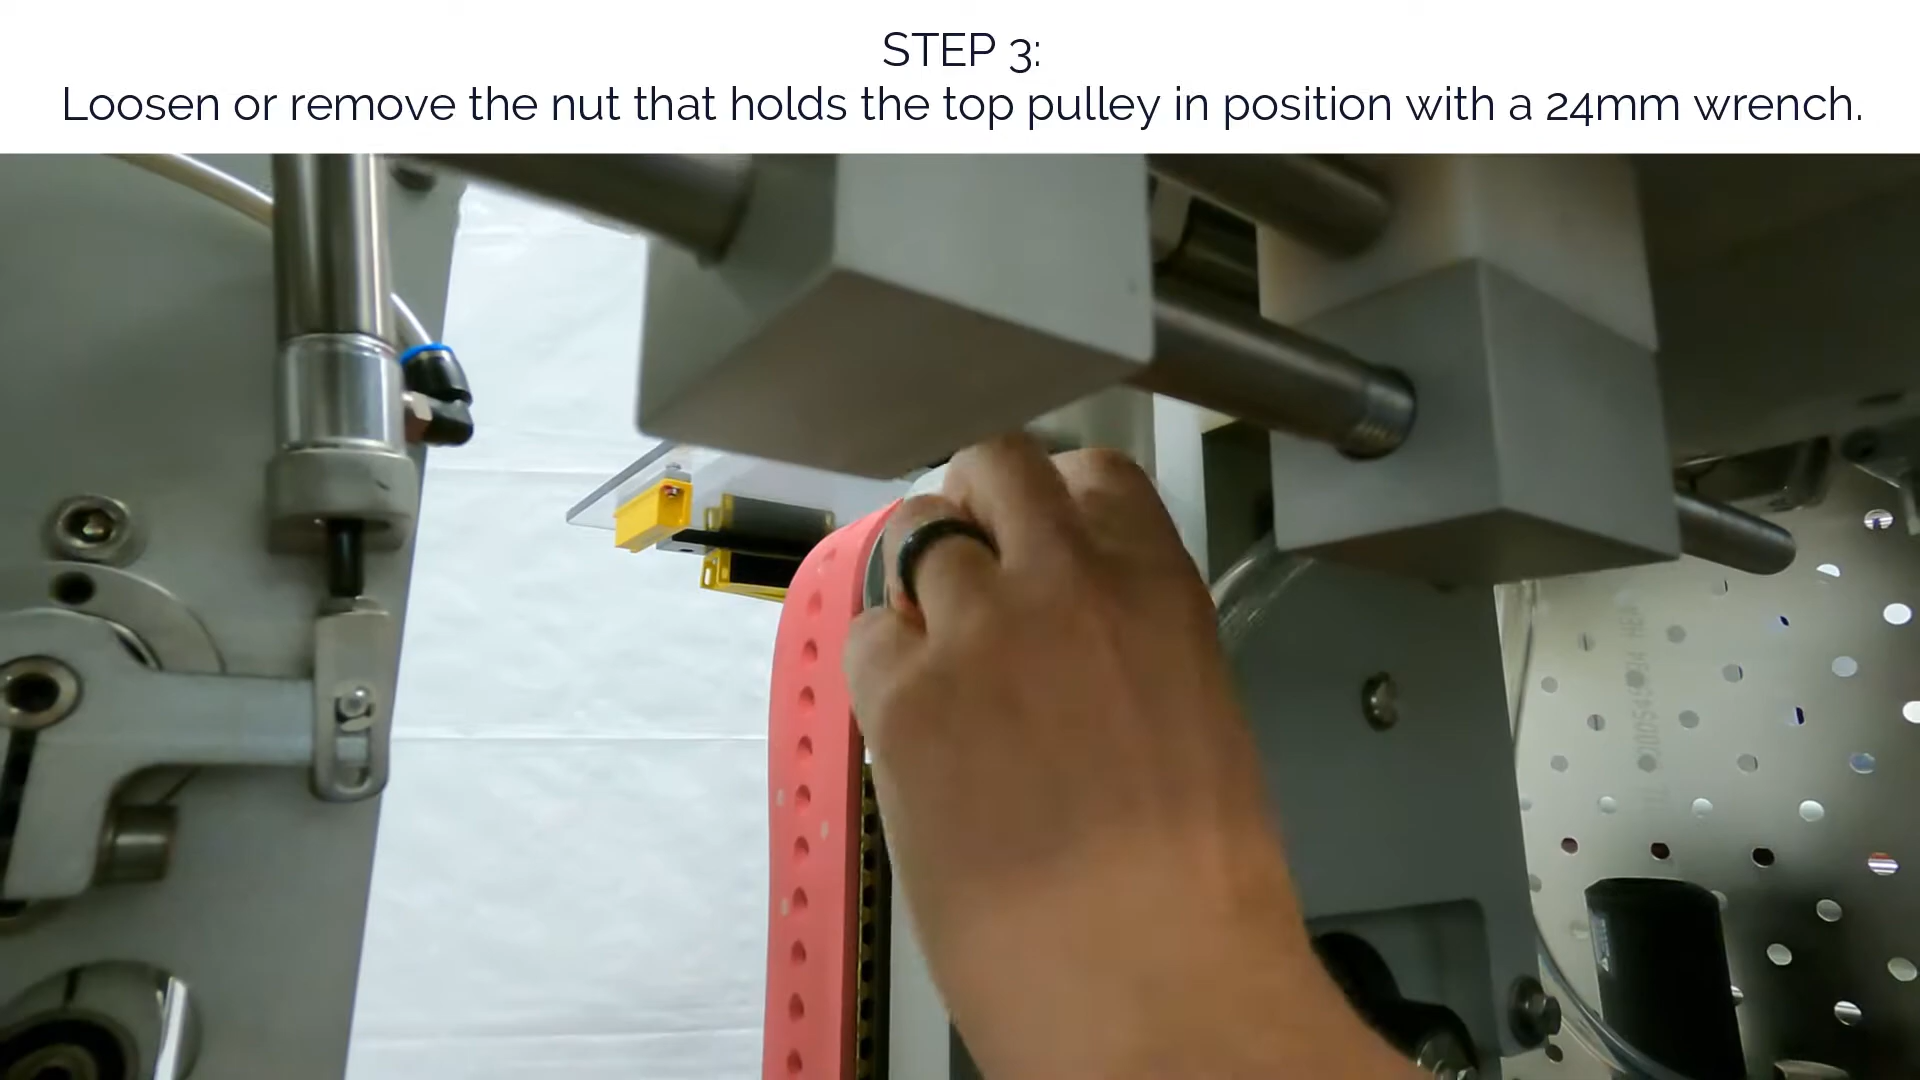 STEP 3:
Loosen or remove the nut that holds the top pulley in position with a 24mm wrench.